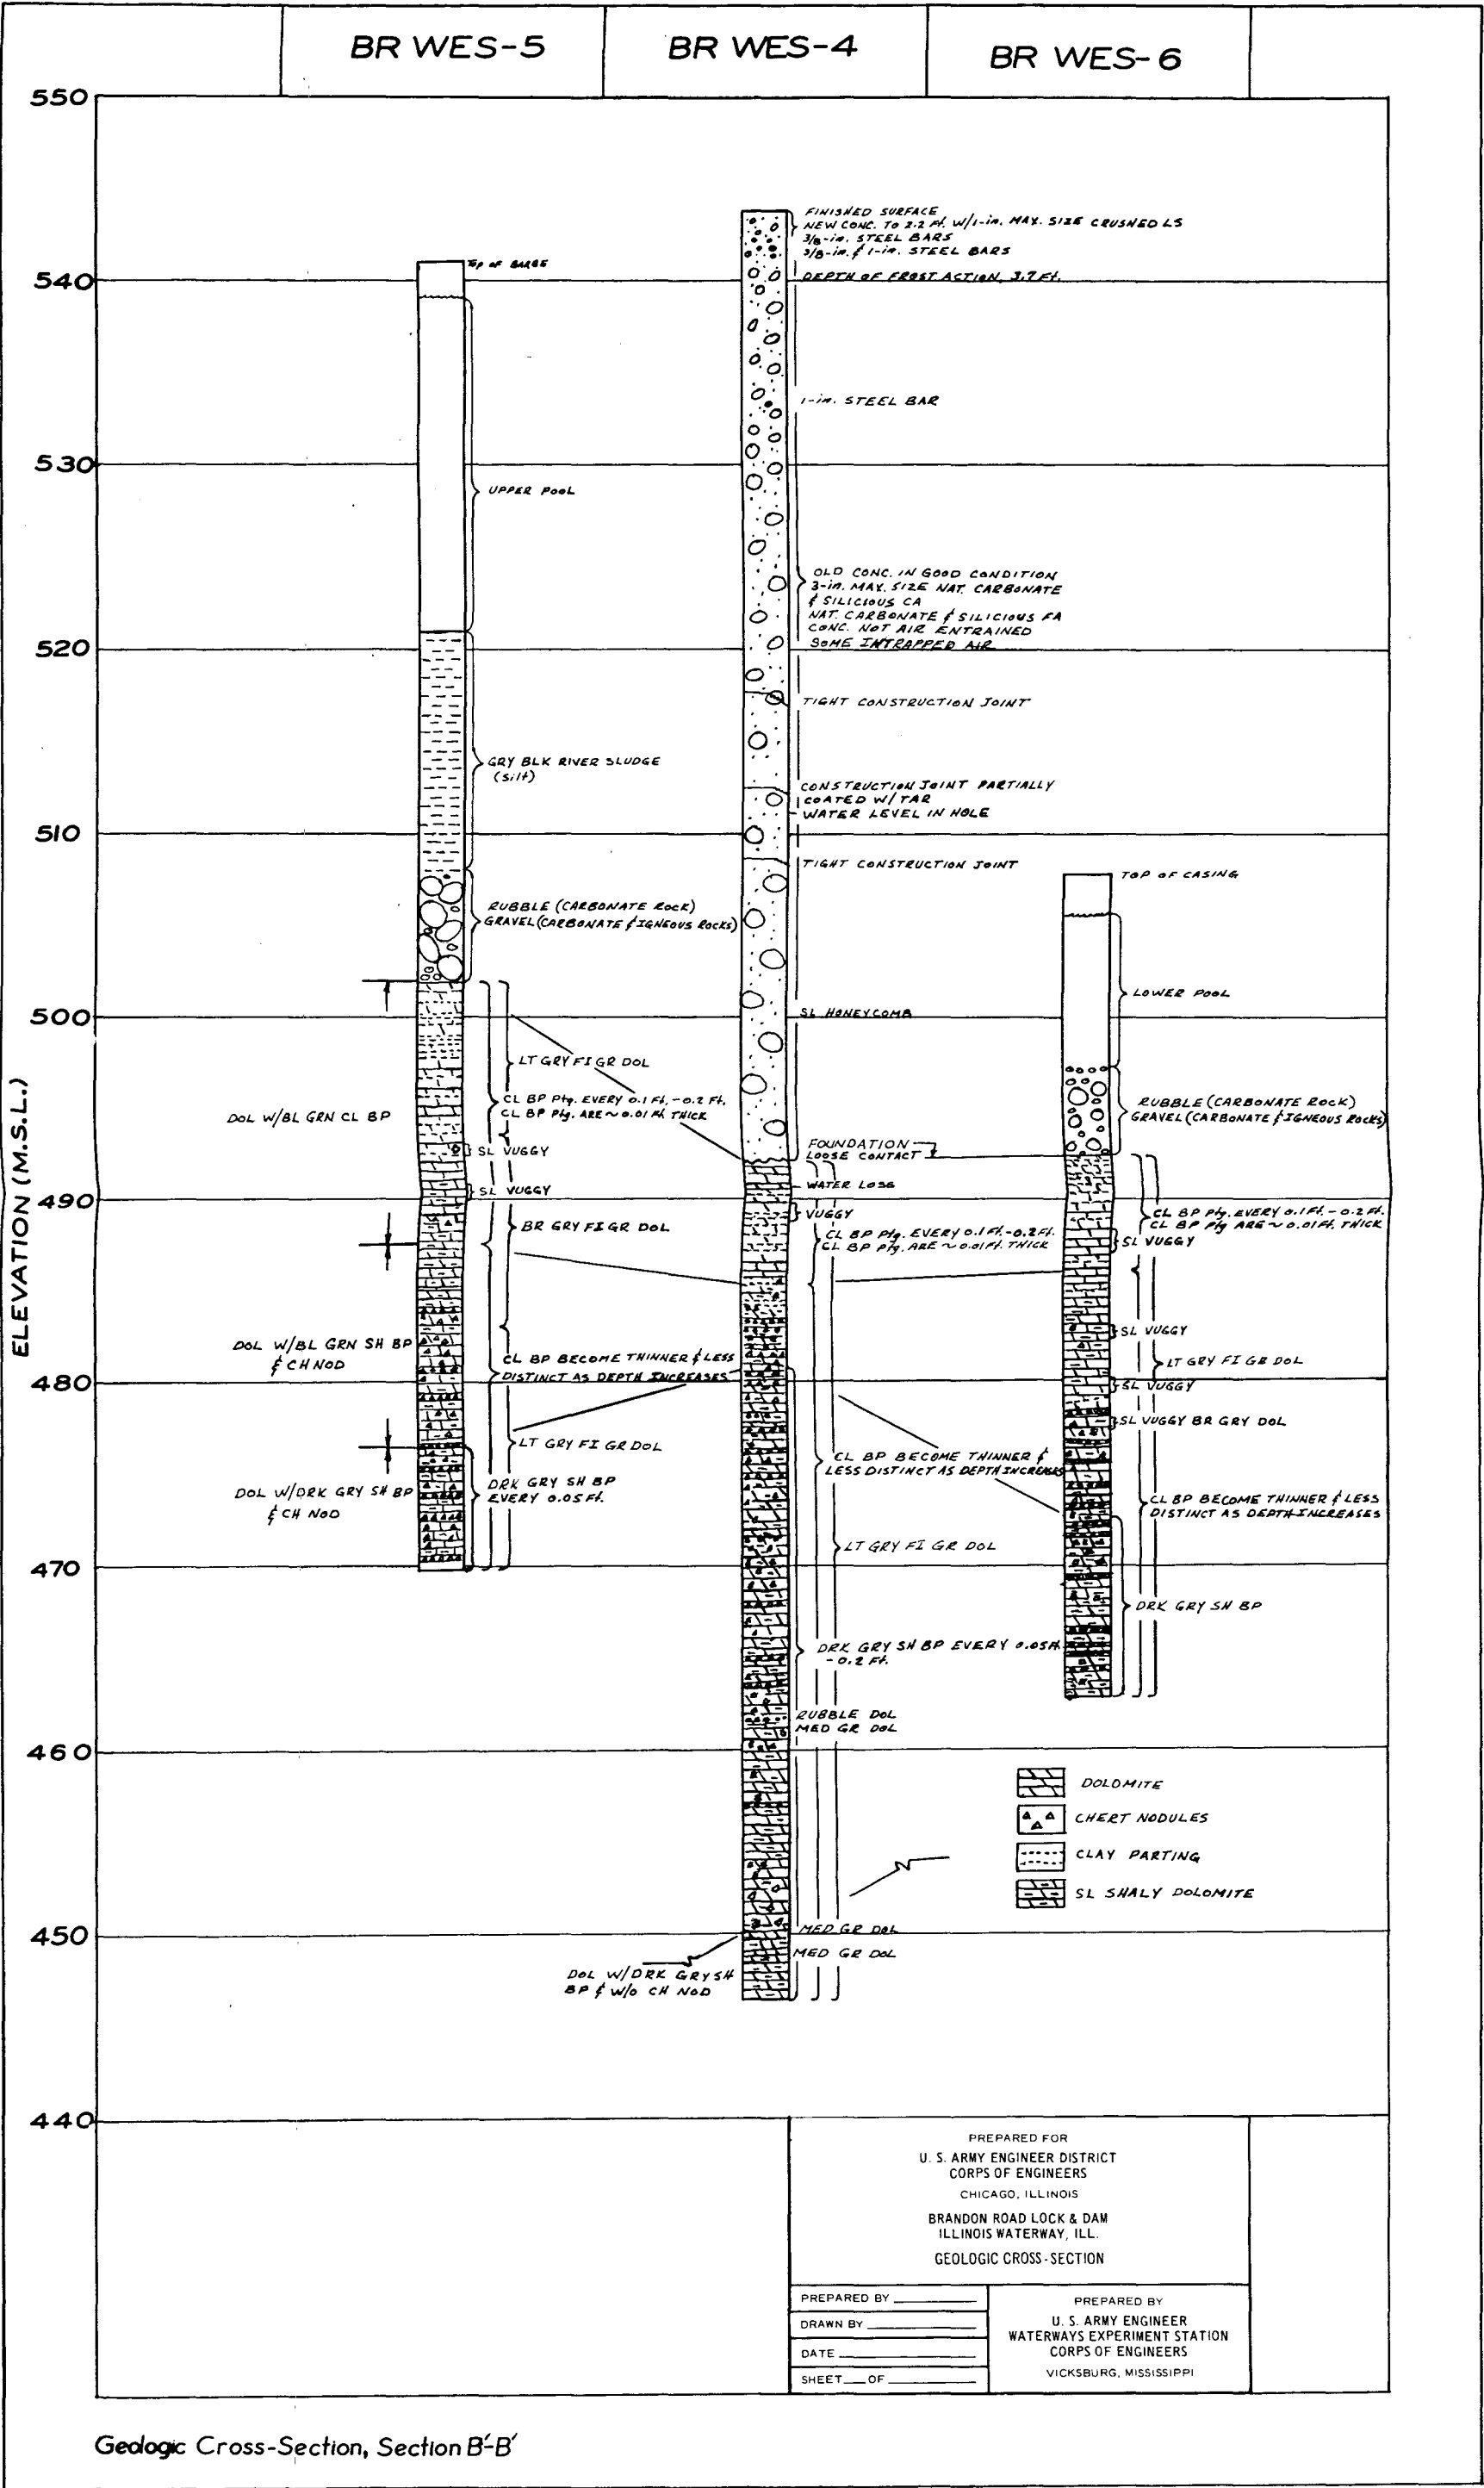 BR WES-5
BR WES-4
BR WES-6
550
540
530
520
510
500
490
480
470
460
450
440
ELEVATION (M.S.L.)
TOP OF BARGE
UPPER POOL
GRY BLK RIVER SLUDGE
(Silt)
RUBBLE (CARBONATE ROCK)
GRAVEL (CARBONATE & IGNEOUS ROCKS)
LT GRY FI GR DOL
CL BP Ptg. EVERY 0.1 Ft. - 0.2 Ft.
CL BP Ptg. ARE ~ 0.01 Ft. THICK
DOL W/BL GRN CL BP
SL VUGGY
SL VUGGY
BR GRY FI GR DOL
DOL W/BL GRN SH BP
& CH NOD
CL BP BECOME THINNER & LESS
DISTINCT AS DEPTH INCREASES
LT GRY FI GR DOL
DOL W/DRK GRY SH BP
& CH NOD
DRK GRY SH BP
EVERY 0.05 Ft.
FINISHED SURFACE
NEW CONC. TO 2.2 Ft. W/1-in. MAX. SIZE CRUSHED LS
3/8-in. STEEL BARS
3/8-in. & 1-in. STEEL BARS
DEPTH OF FROST ACTION, 3.7 Ft.
1-in. STEEL BAR
OLD CONC. IN GOOD CONDITION
3-in. MAX. SIZE NAT. CARBONATE
& SILICIOUS CA
NAT. CARBONATE & SILICIOUS FA
CONC. NOT AIR ENTRAINED
SOME INTRAPPED AIR
TIGHT CONSTRUCTION JOINT
CONSTRUCTION JOINT PARTIALLY
COATED W/TAR
WATER LEVEL IN HOLE
TIGHT CONSTRUCTION JOINT
SL HONEYCOMB
FOUNDATION
LOOSE CONTACT
WATER LOSS
VUGGY
CL BP Ptg. EVERY 0.1 Ft. - 0.2 Ft.
CL BP Ptg. ARE ~ 0.01 Ft. THICK
CL BP BECOME THINNER &
LESS DISTINCT AS DEPTH INCREASES
LT GRY FI GR DOL
DRK GRY SH BP EVERY 0.05 Ft.
- 0.2 Ft.
RUBBLE DOL
MED GR DOL
MED GR DOL
MED GR DOL
DOL W/DRK GRY SH
BP & W/O CH NOD
TOP OF CASING
LOWER POOL
RUBBLE (CARBONATE ROCK)
GRAVEL (CARBONATE & IGNEOUS ROCKS)
CL BP Ptg. EVERY 0.1 Ft. - 0.2 Ft.
CL BP Ptg ARE ~ 0.01 Ft. THICK
SL VUGGY
SL VUGGY
LT GRY FI GR DOL
SL VUGGY
SL VUGGY BR GRY DOL
CL BP BECOME THINNER & LESS
DISTINCT AS DEPTH INCREASES
DRK GRY SH BP
DOLOMITE
CHERT NODULES
CLAY PARTING
SL SHALY DOLOMITE
PREPARED FOR
U. S. ARMY ENGINEER DISTRICT
CORPS OF ENGINEERS
CHICAGO, ILLINOIS
BRANDON ROAD LOCK & DAM
ILLINOIS WATERWAY, ILL.
GEOLOGIC CROSS-SECTION
PREPARED BY
DRAWN BY
DATE
SHEET OF
PREPARED BY
U. S. ARMY ENGINEER
WATERWAYS EXPERIMENT STATION
CORPS OF ENGINEERS
VICKSBURG, MISSISSIPPI
Geologic Cross-Section, Section B'-B'